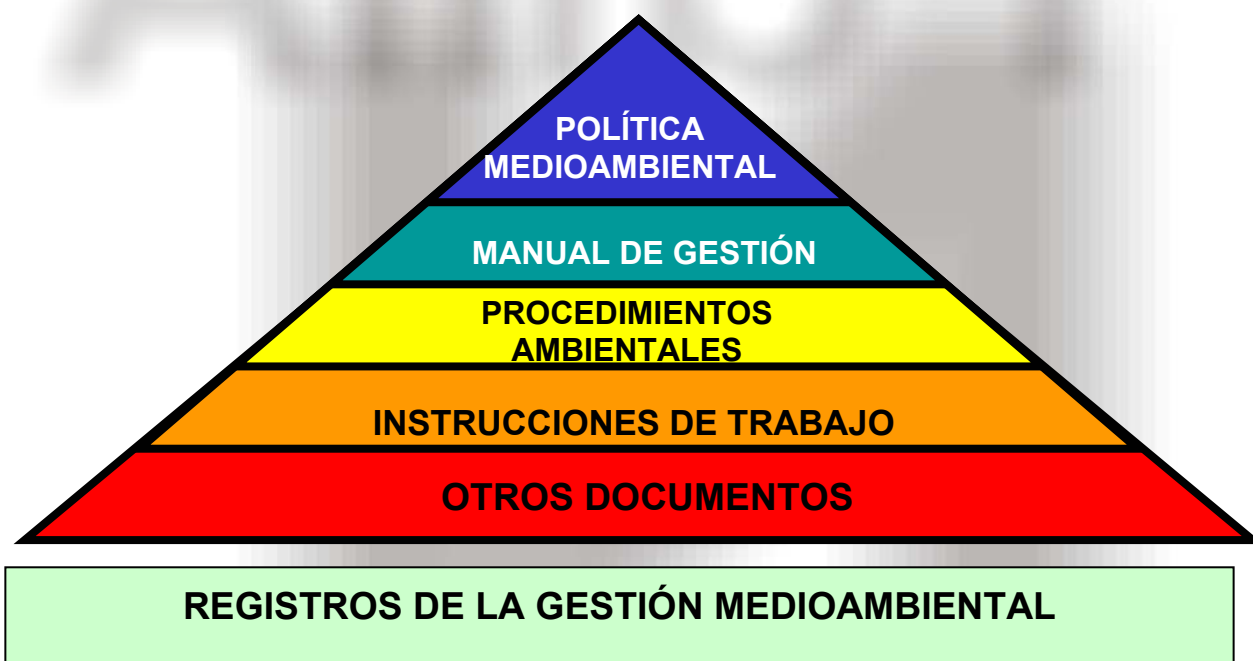 POLÍTICA
MEDIOAMBIENTAL
MANUAL DE GESTIÓN
PROCEDIMIENTOS
AMBIENTALES
INSTRUCCIONES DE TRABAJO
OTROS DOCUMENTOS
REGISTROS DE LA GESTIÓN MEDIOAMBIENTAL